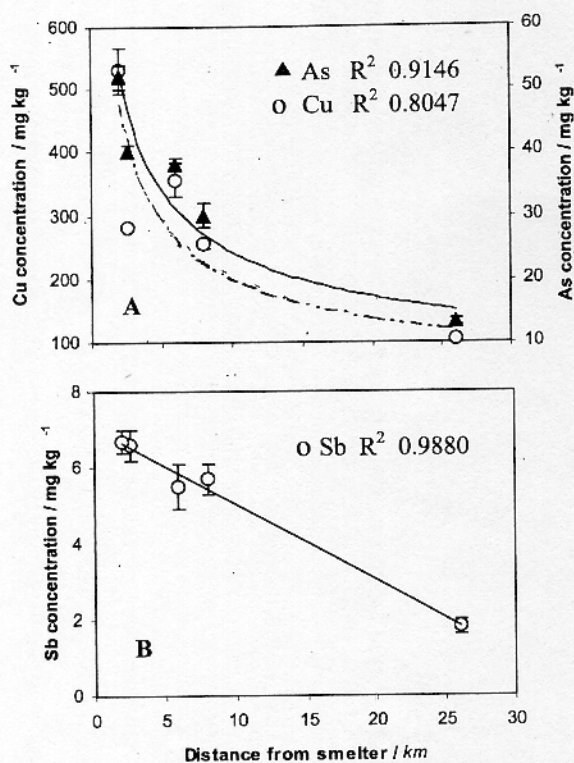 600
500
400
300
200
100
Cu concentration / mg kg⁻¹
60
50
40
30
20
10
As concentration / mg kg⁻¹
▲ As R² 0.9146
○ Cu R² 0.8047
A
8
6
4
2
0
Sb concentration / mg kg⁻¹
o Sb R² 0.9880
B
0 5 10 15 20 25 30
Distance from smelter / km